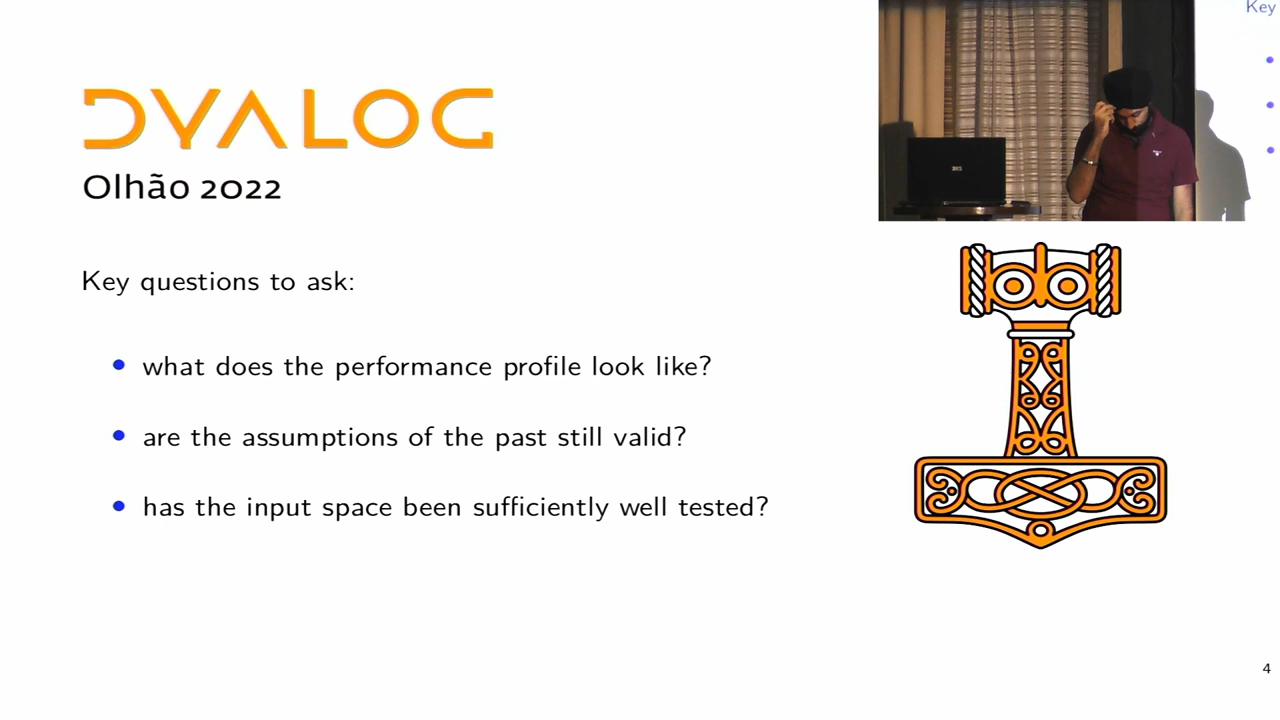 DYALOG
Olhão 2022
Key questions to ask:
• what does the performance profile look like?
• are the assumptions of the past still valid?
• has the input space been sufficiently well tested?
Key
4